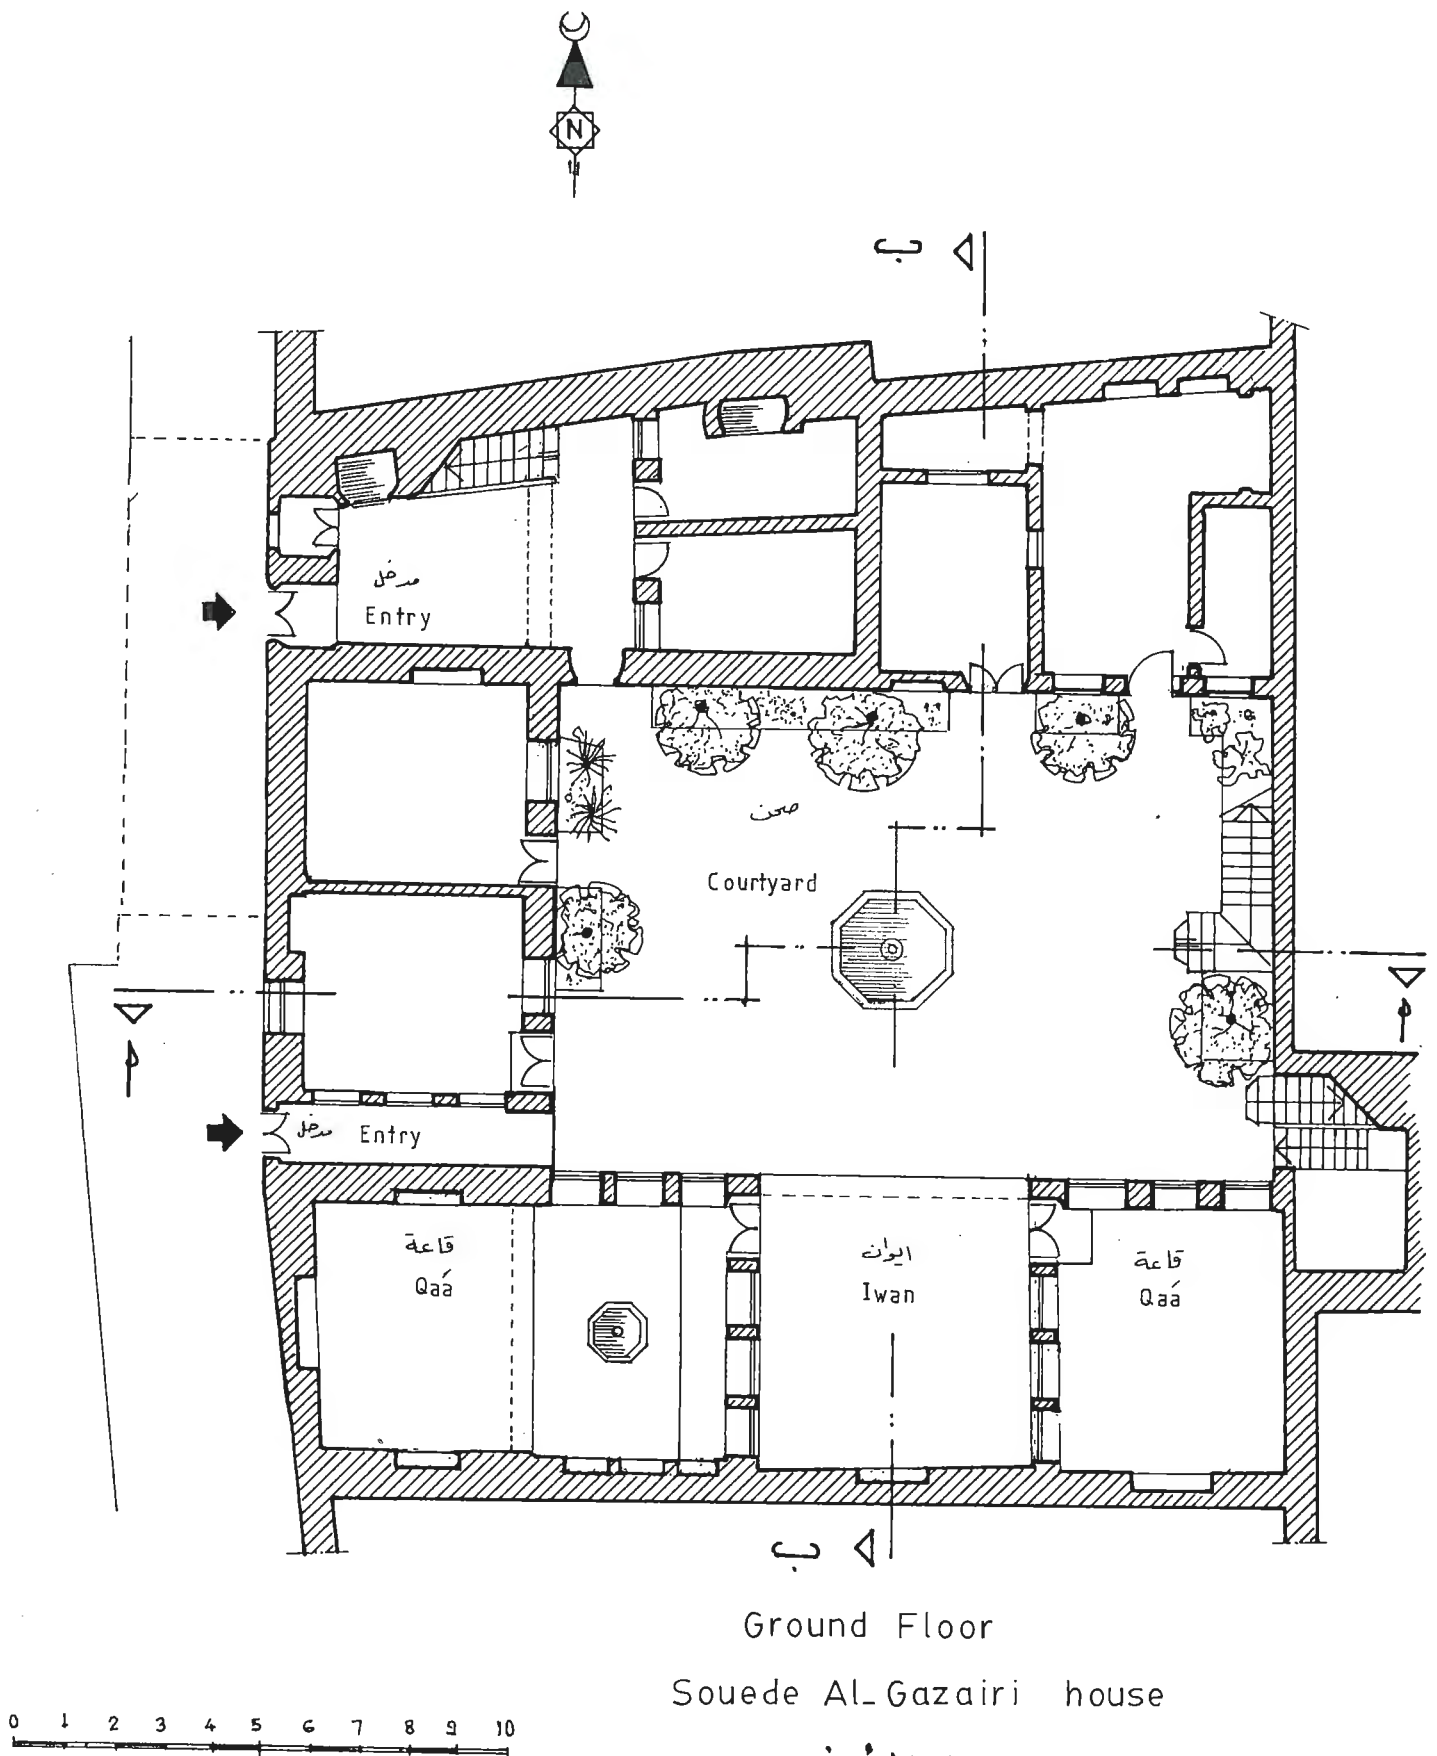 N
ب
مدخل
Entry
صحن
Courtyard
مدخل Entry
قاعة
Qaá
ايوان
Iwan
قاعة
Qaá
ب
Ground Floor
Souede Al_Gazairi house
0 1 2 3 4 5 6 7 8 9 10